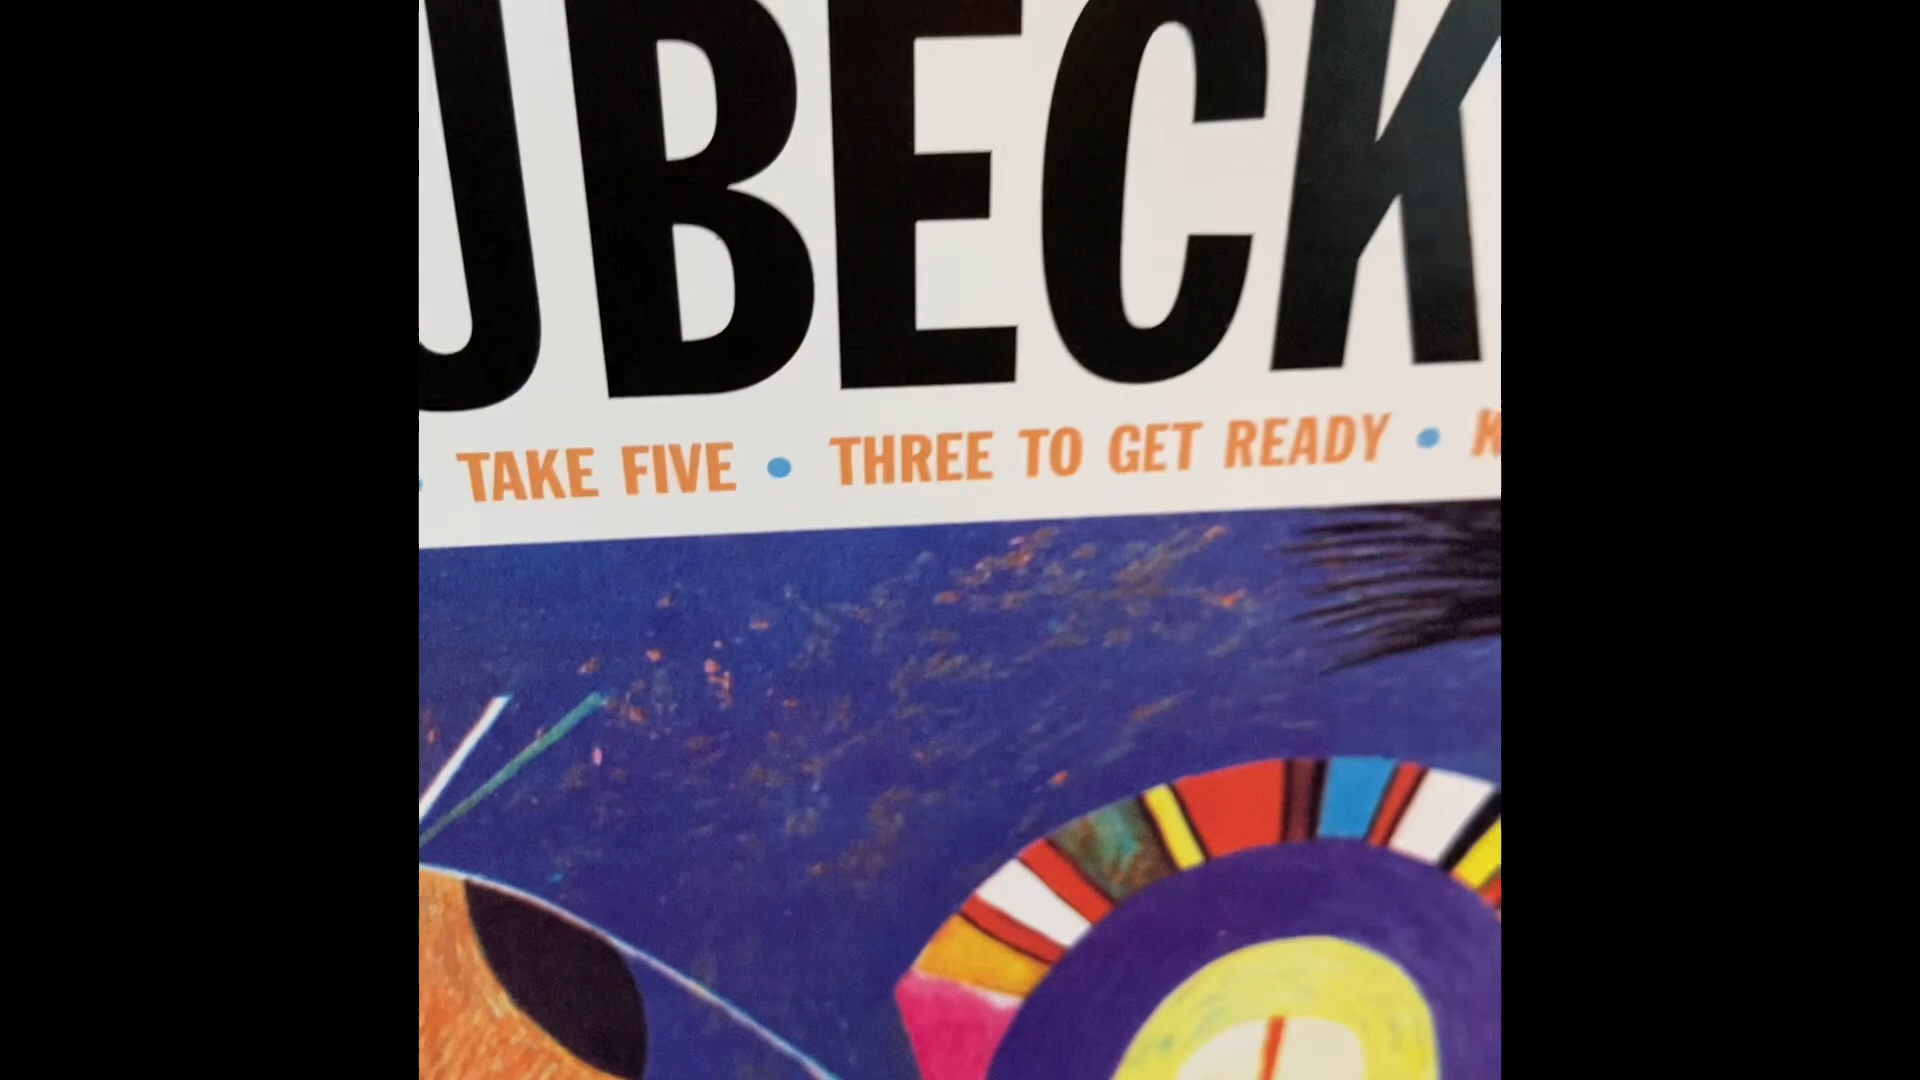 UBECK
TAKE FIVE • THREE TO GET READY • K